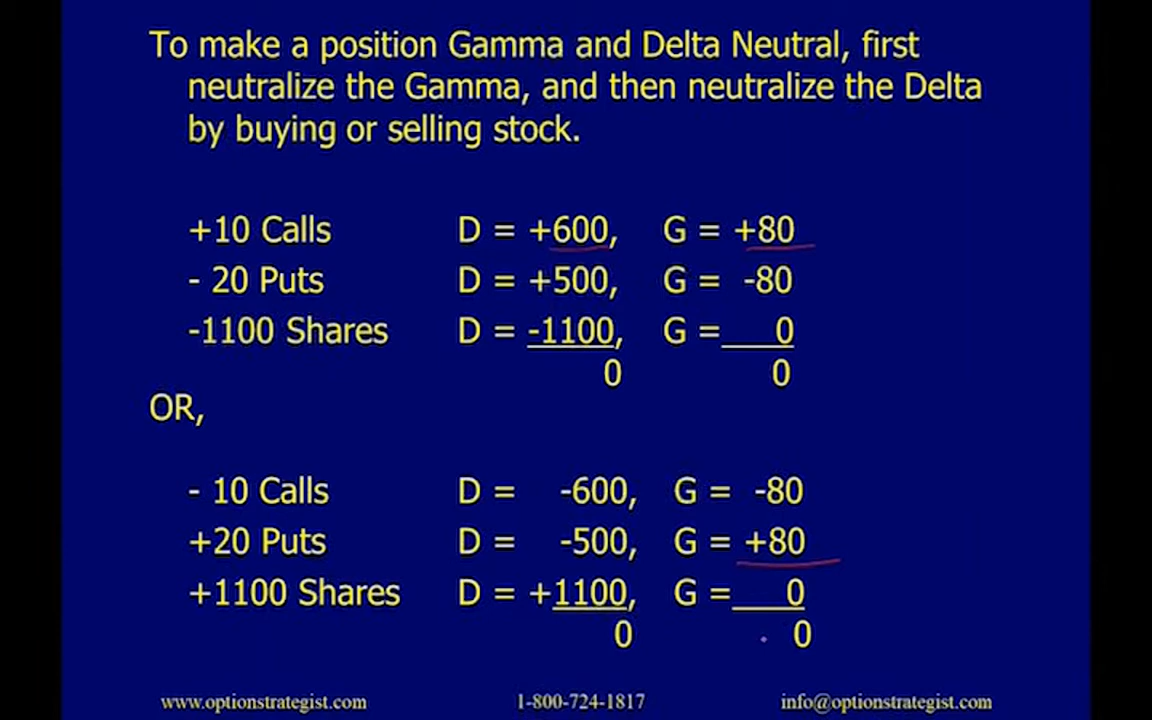 To make a position Gamma and Delta Neutral, first
neutralize the Gamma, and then neutralize the Delta
by buying or selling stock.
+10 Calls D = +600, G = +80
- 20 Puts D = +500, G = -80
-1100 Shares D = -1100, G = 0
0 0
OR,
- 10 Calls D = -600, G = -80
+20 Puts D = -500, G = +80
+1100 Shares D = +1100, G = 0
0 0
www.optionstrategist.com 1-800-724-1817 info@optionstrategist.com